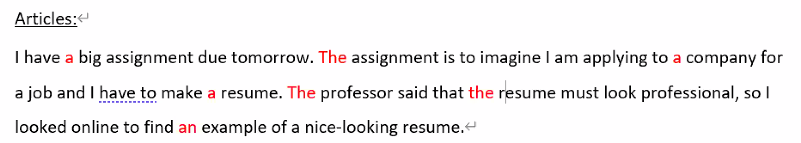 Articles:
I have a big assignment due tomorrow. The assignment is to imagine I am applying to a company for
a job and I have to make a resume. The professor said that the resume must look professional, so I
looked online to find an example of a nice-looking resume.